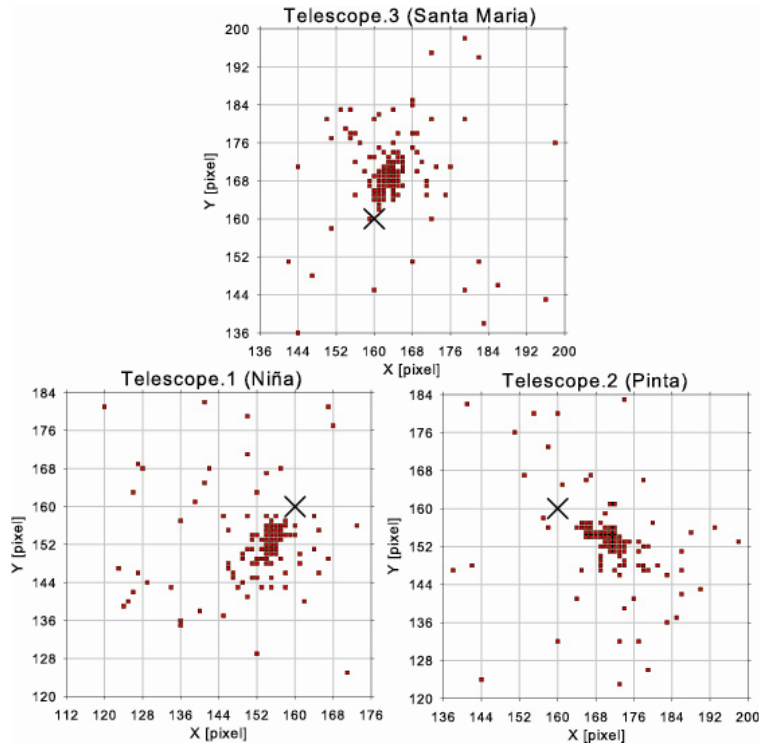 Telescope.3 (Santa Maria)
200
192
184
176
168
160
152
144
136
Y [pixel]
136 144 152 160 168 176 184 192 200
X [pixel]
Telescope.1 (Niña)
184
176
168
160
152
144
136
128
120
Y [pixel]
112 120 128 136 144 152 160 168 176
X [pixel]
Telescope.2 (Pinta)
184
176
168
160
152
144
136
128
120
Y [pixel]
136 144 152 160 168 176 184 192 200
X [pixel]